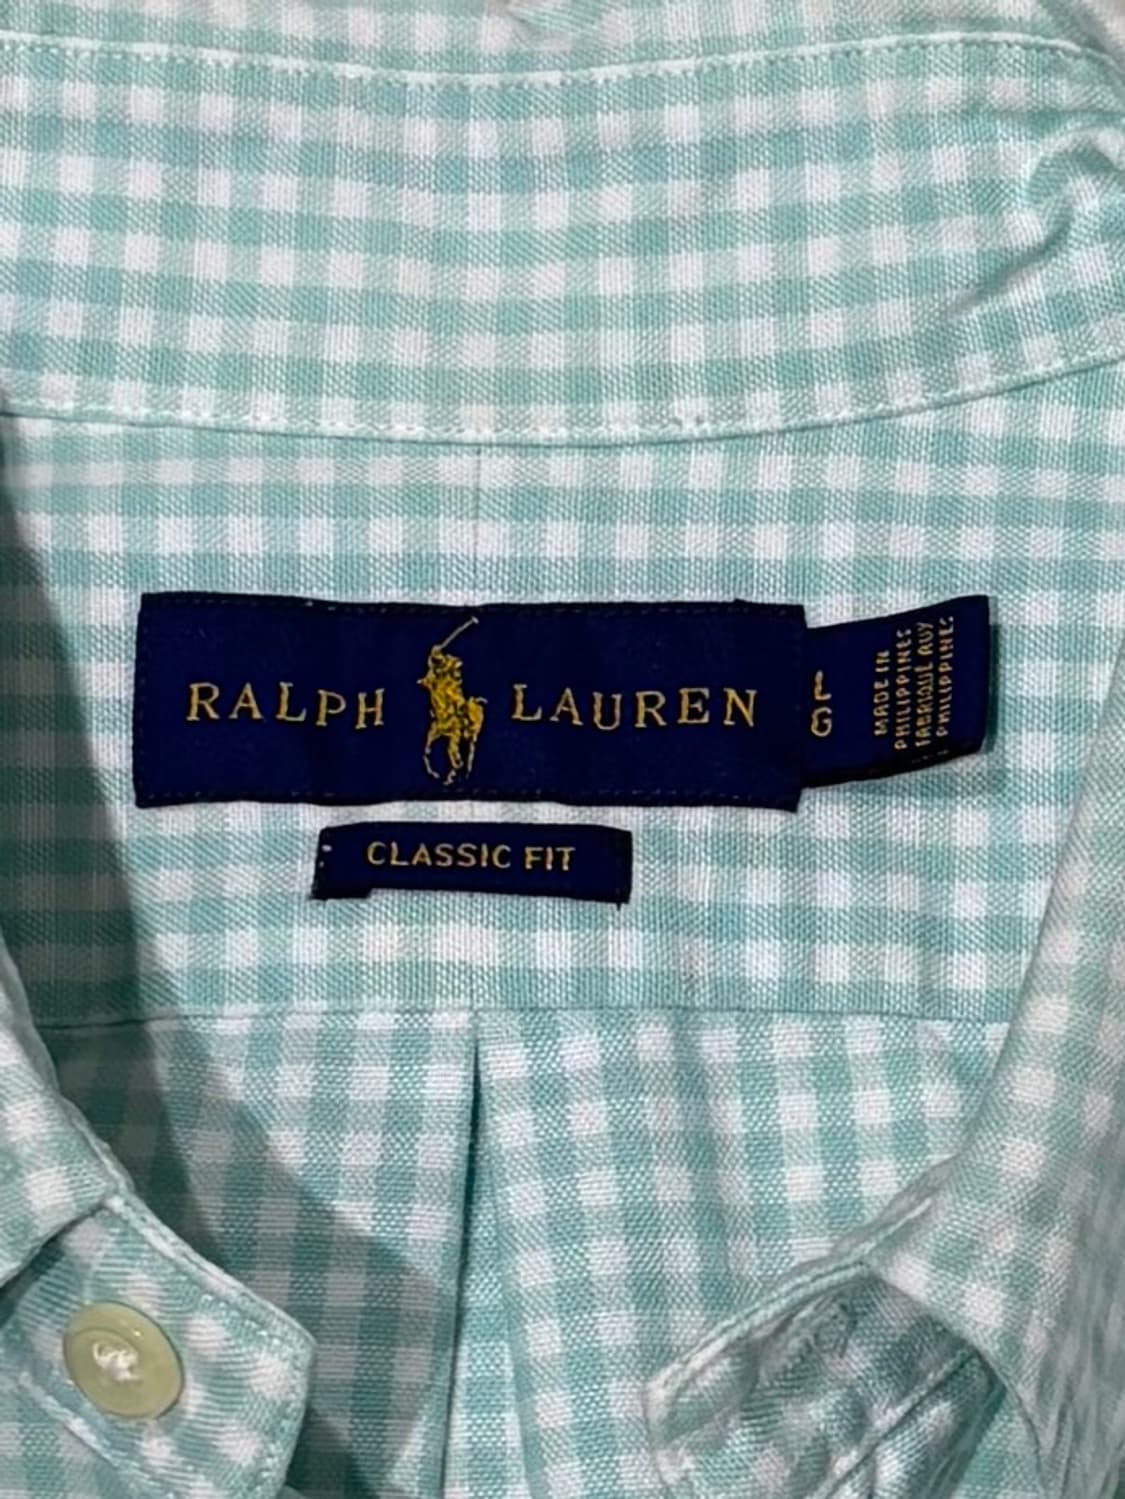 RALPH LAUREN
L
G
MADE IN
PHILIPPINES
FABRIQUÉ AUX
PHILIPPINES
CLASSIC FIT